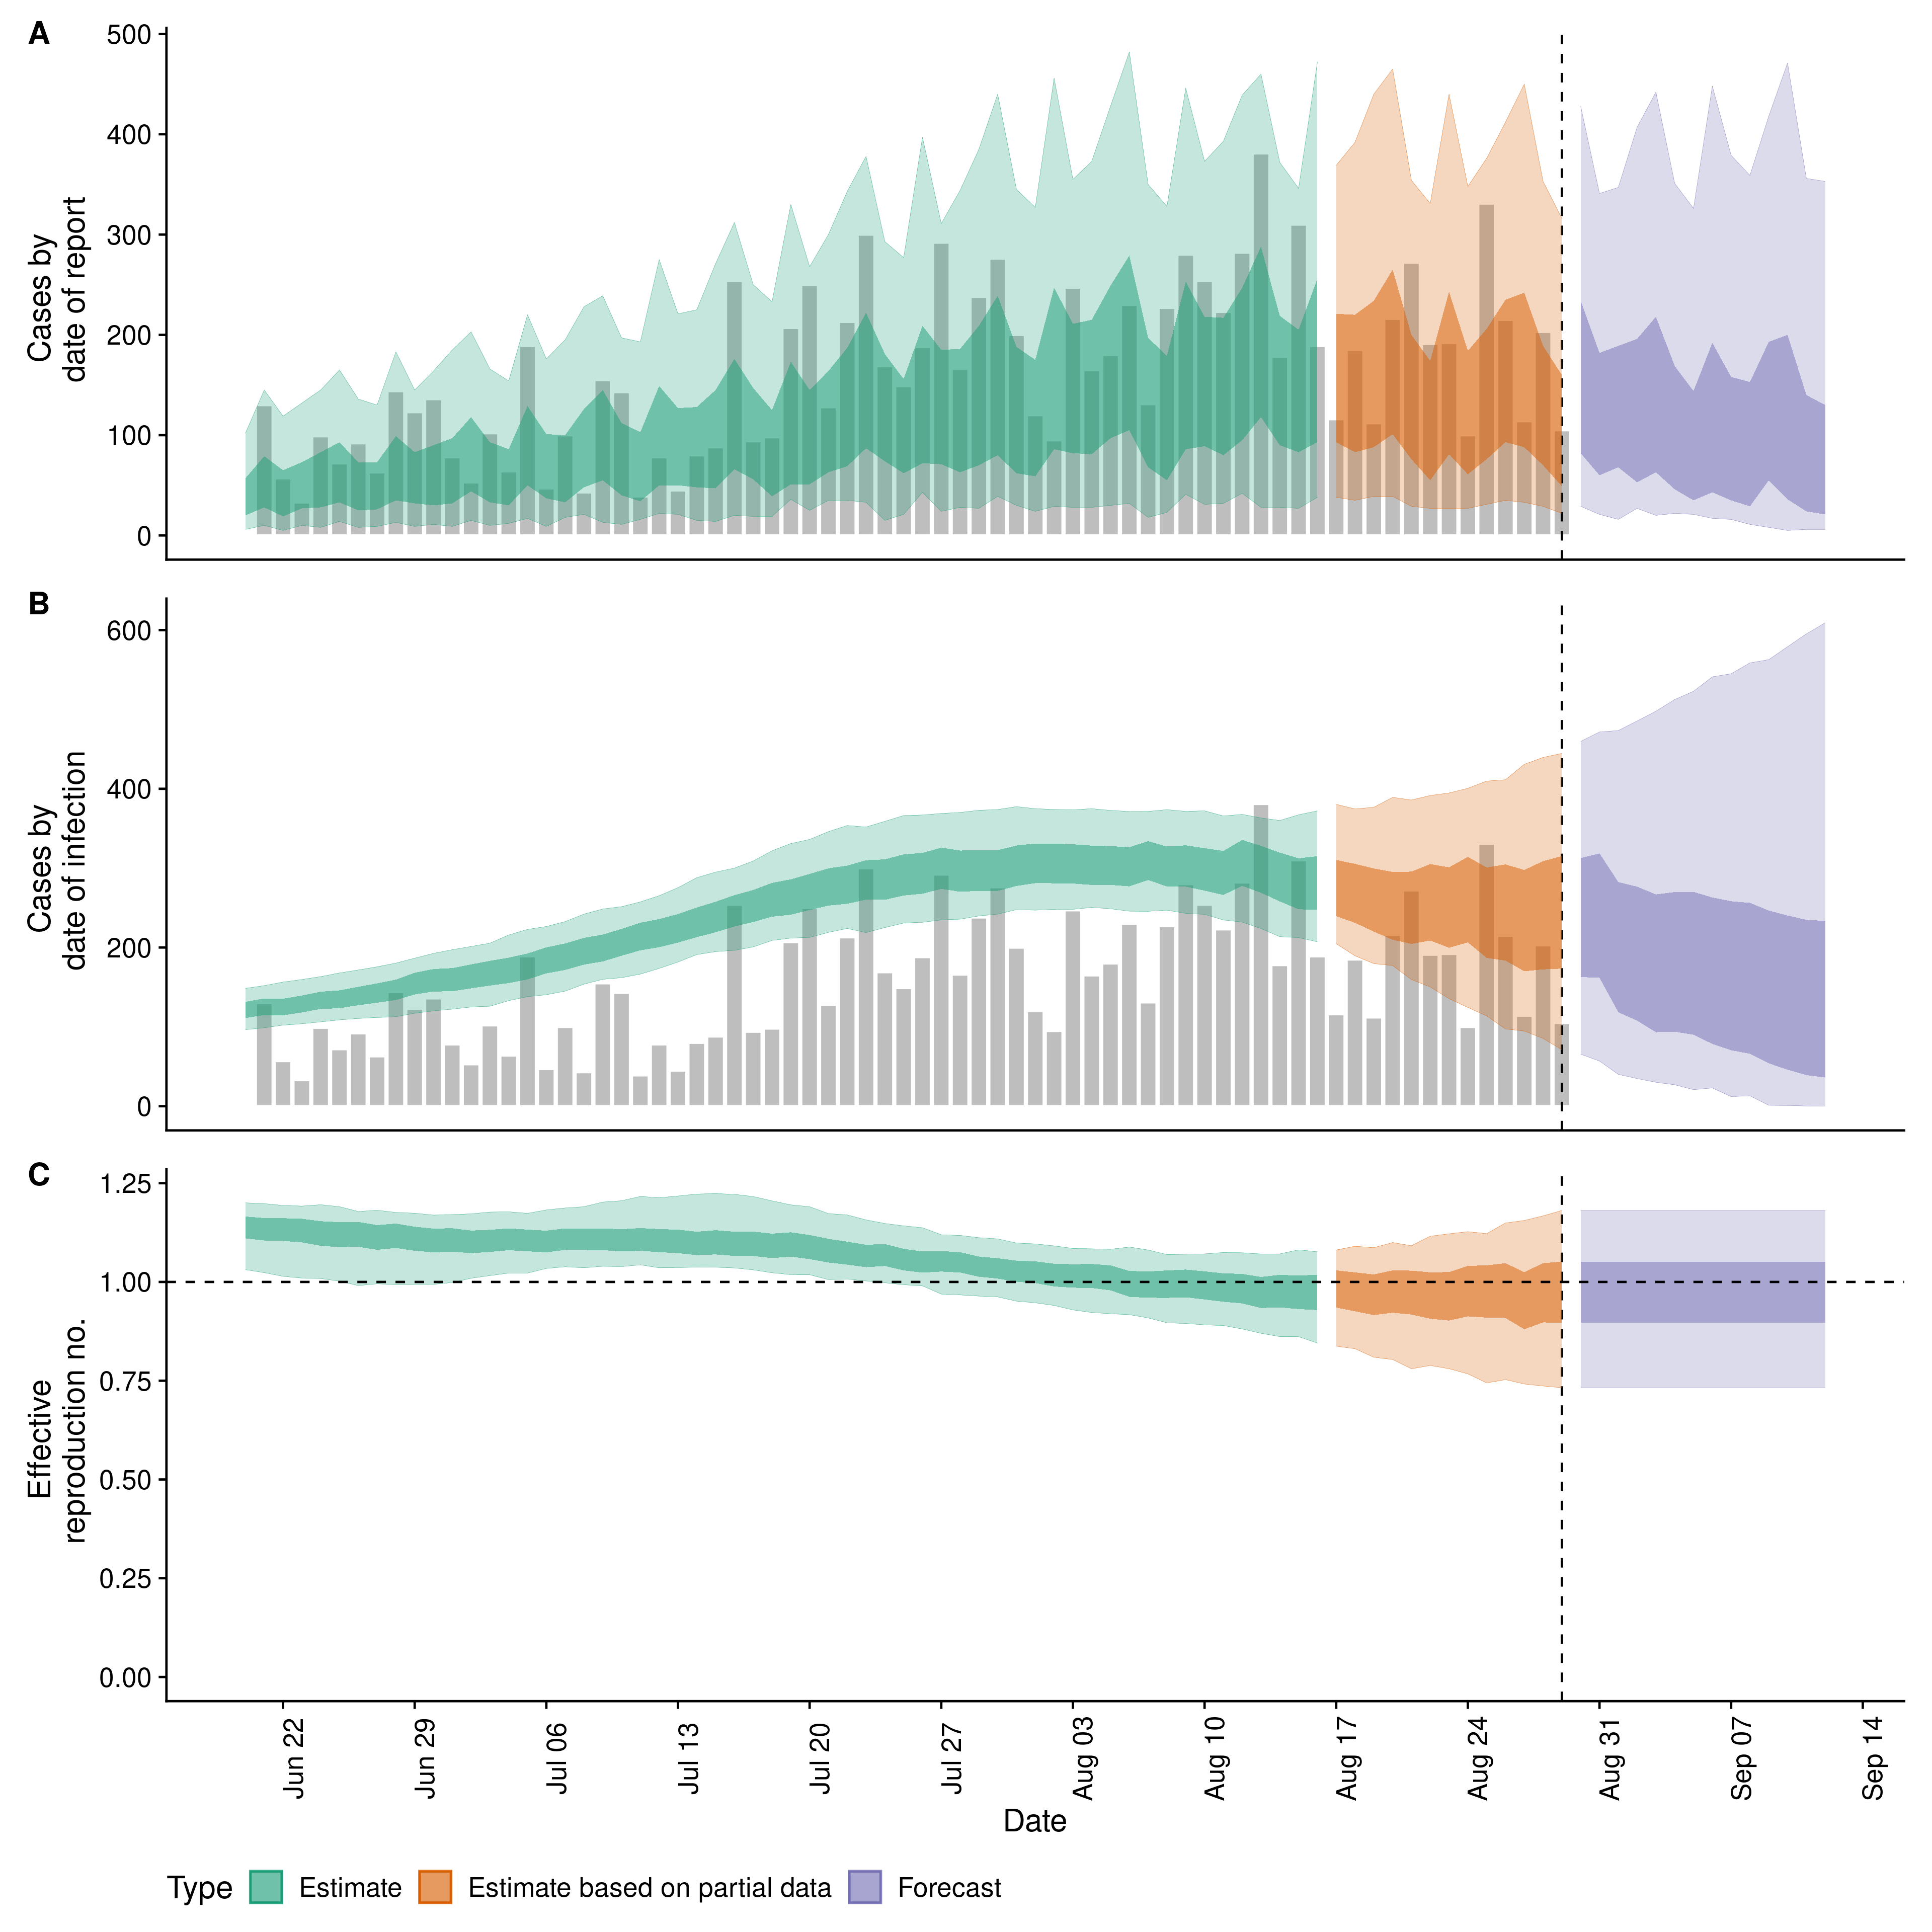 A
500
400
300
200
100
0
Cases by
date of report
B
600
400
200
0
Cases by
date of infection
C
1.25
1.00
0.75
0.50
0.25
0.00
Effective
reproduction no.
Jun 22
Jun 29
Jul 06
Jul 13
Jul 20
Jul 27
Aug 03
Aug 10
Aug 17
Aug 24
Aug 31
Sep 07
Sep 14
Date
Type Estimate Estimate based on partial data Forecast